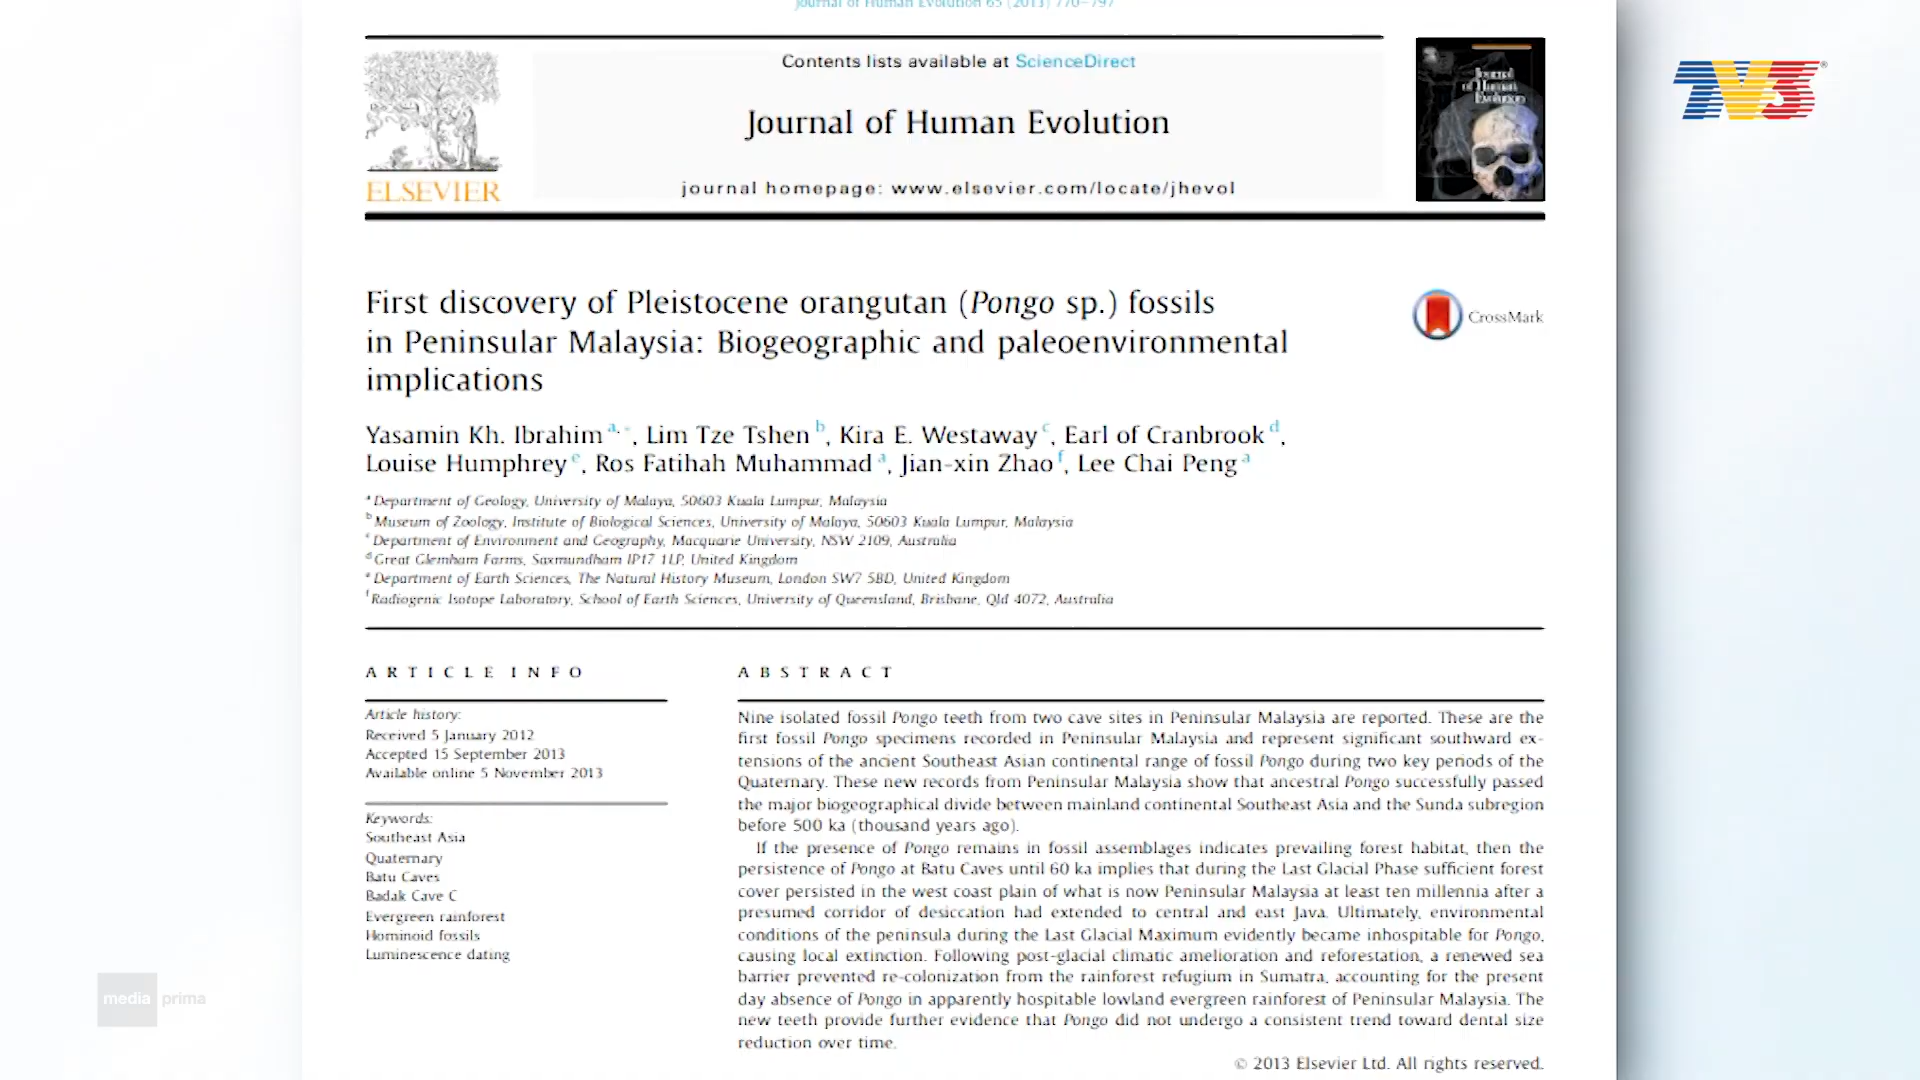 Journal of Human Evolution 65 (2013) 770–797
Contents lists available at ScienceDirect
Journal of Human Evolution
journal homepage: www.elsevier.com/locate/jhevol
ELSEVIER
Journal
of Human
Evolution
TV3®
First discovery of Pleistocene orangutan (Pongo sp.) fossils
in Peninsular Malaysia: Biogeographic and paleoenvironmental
implications
CrossMark
Yasamin Kh. Ibrahim a,*, Lim Tze Tshen b, Kira E. Westaway c, Earl of Cranbrook d,
Louise Humphrey e, Ros Fatihah Muhammad a, Jian-xin Zhao f, Lee Chai Peng a
a Department of Geology, University of Malaya, 50603 Kuala Lumpur, Malaysia
b Museum of Zoology, Institute of Biological Sciences, University of Malaya, 50603 Kuala Lumpur, Malaysia
c Department of Environment and Geography, Macquarie University, NSW 2109, Australia
d Great Glemham Farms, Saxmundham IP17 1LP, United Kingdom
e Department of Earth Sciences, The Natural History Museum, London SW7 5BD, United Kingdom
f Radiogenic Isotope Laboratory, School of Earth Sciences, University of Queensland, Brisbane, Qld 4072, Australia
ARTICLE INFO
Article history:
Received 5 January 2012
Accepted 15 September 2013
Available online 5 November 2013
Keywords:
Southeast Asia
Quaternary
Batu Caves
Badak Cave C
Evergreen rainforest
Hominoid fossils
Luminescence dating
ABSTRACT
Nine isolated fossil Pongo teeth from two cave sites in Peninsular Malaysia are reported. These are the
first fossil Pongo specimens recorded in Peninsular Malaysia and represent significant southward ex-
tensions of the ancient Southeast Asian continental range of fossil Pongo during two key periods of the
Quaternary. These new records from Peninsular Malaysia show that ancestral Pongo successfully passed
the major biogeographical divide between mainland continental Southeast Asia and the Sunda subregion
before 500 ka (thousand years ago).
If the presence of Pongo remains in fossil assemblages indicates prevailing forest habitat, then the
persistence of Pongo at Batu Caves until 60 ka implies that during the Last Glacial Phase sufficient forest
cover persisted in the west coast plain of what is now Peninsular Malaysia at least ten millennia after a
presumed corridor of desiccation had extended to central and east Java. Ultimately, environmental
conditions of the peninsula during the Last Glacial Maximum evidently became inhospitable for Pongo,
causing local extinction. Following post-glacial climatic amelioration and reforestation, a renewed sea
barrier prevented re-colonization from the rainforest refugium in Sumatra, accounting for the present
day absence of Pongo in apparently hospitable lowland evergreen rainforest of Peninsular Malaysia. The
new teeth provide further evidence that Pongo did not undergo a consistent trend toward dental size
reduction over time.
© 2013 Elsevier Ltd. All rights reserved.
media prima